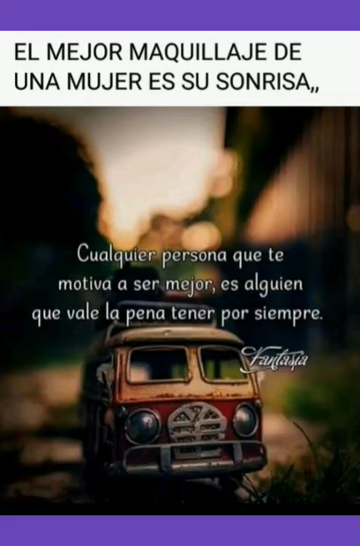 EL MEJOR MAQUILLAJE DE
UNA MUJER ES SU SONRISA,,
Cualquier persona que te
motiva a ser mejor, es alguien
que vale la pena tener por siempre.
Fantasía